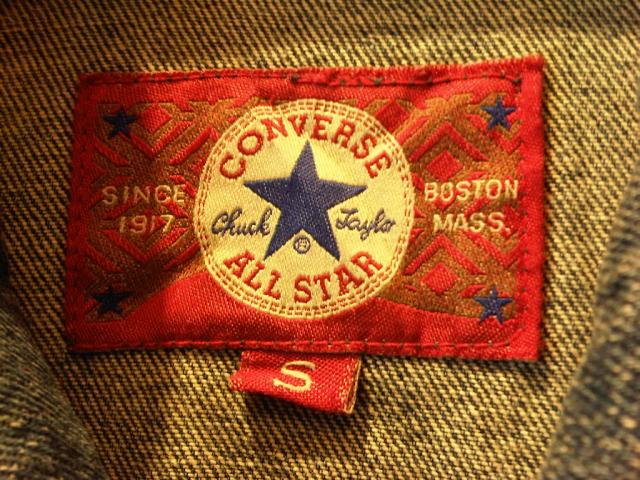 CONVERSE
SINCE
1917
Chuck Taylor
®
ALL STAR
BOSTON
MASS.
S